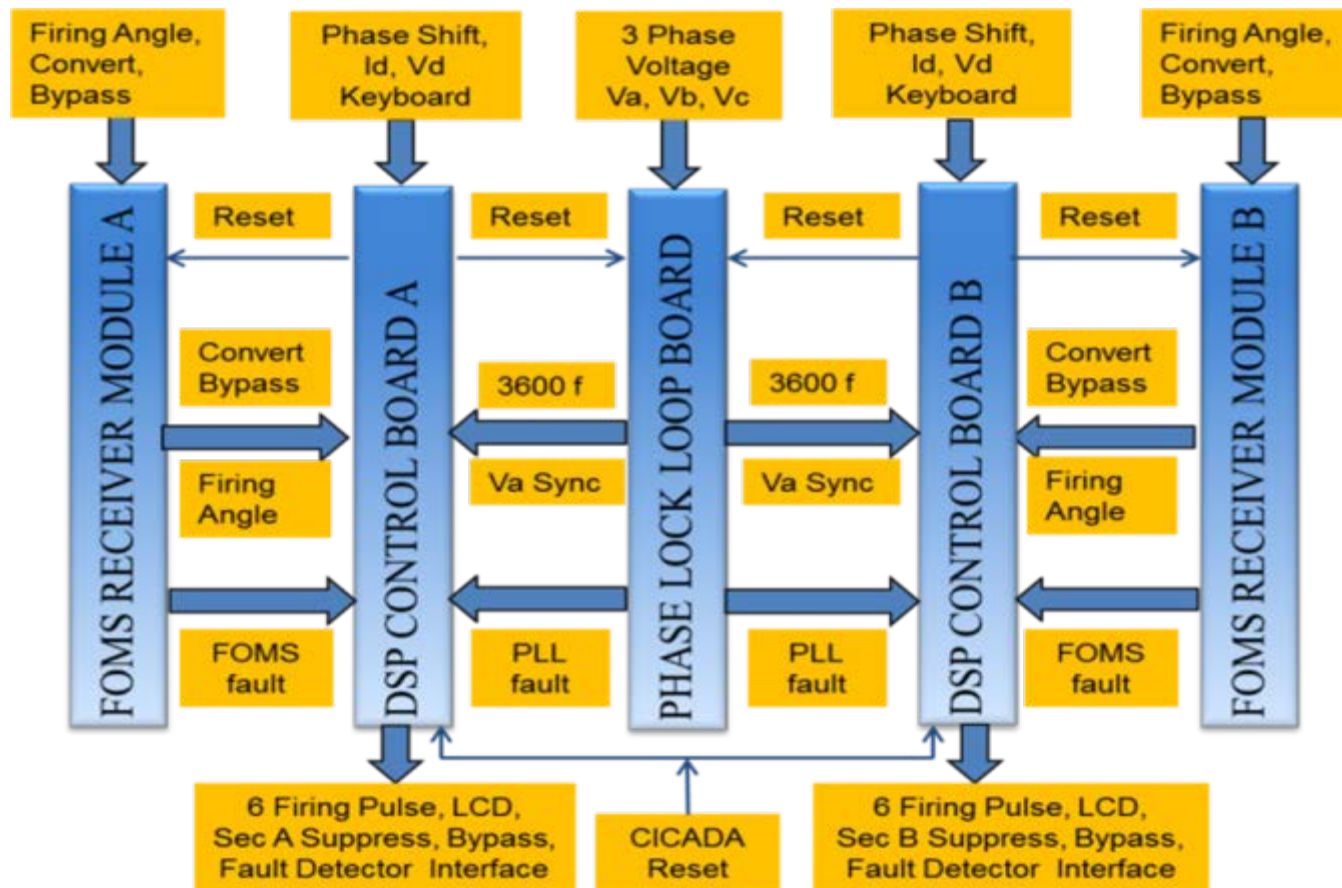 Firing Angle,
Convert,
Bypass
Phase Shift,
Id, Vd
Keyboard
3 Phase
Voltage
Va, Vb, Vc
Phase Shift,
Id, Vd
Keyboard
Firing Angle,
Convert,
Bypass
FOMS RECEIVER MODULE A
DSP CONTROL BOARD A
PHASE LOCK LOOP BOARD
DSP CONTROL BOARD B
FOMS RECEIVER MODULE B
Reset
Reset
Reset
Reset
Convert
Bypass
3600 f
3600 f
Convert
Bypass
Firing
Angle
Va Sync
Va Sync
Firing
Angle
FOMS
fault
PLL
fault
PLL
fault
FOMS
fault
6 Firing Pulse, LCD,
Sec A Suppress, Bypass,
Fault Detector Interface
CICADA
Reset
6 Firing Pulse, LCD,
Sec B Suppress, Bypass,
Fault Detector Interface